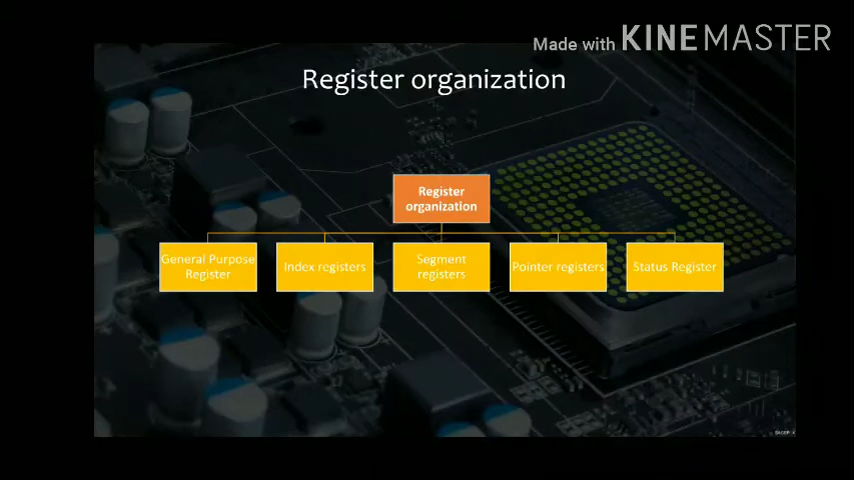 Made with KINEMASTER
Register organization
Register
organization
General Purpose
Register
Index registers
Segment
registers
Pointer registers
Status Register